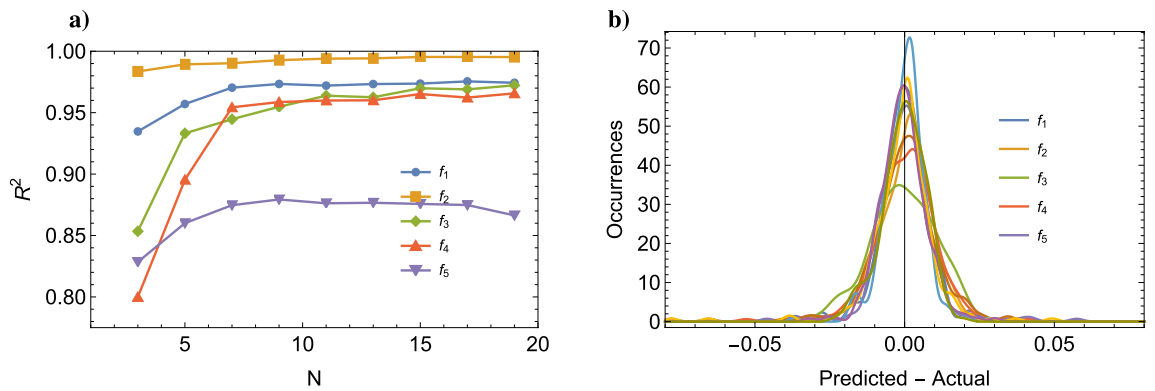 a)
1.00
0.95
0.90
0.85
0.80
R²
5
10
15
20
N
f₁
f₂
f₃
f₄
f₅
b)
70
60
50
40
30
20
10
0
Occurrences
−0.05
0.00
0.05
Predicted − Actual
f₁
f₂
f₃
f₄
f₅